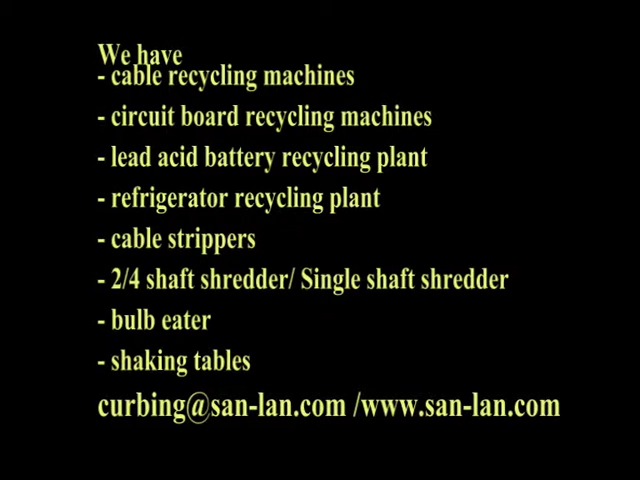 We have
- cable recycling machines
- circuit board recycling machines
- lead acid battery recycling plant
- refrigerator recycling plant
- cable strippers
- 2/4 shaft shredder/ Single shaft shredder
- bulb eater
- shaking tables
curbing@san-lan.com /www.san-lan.com